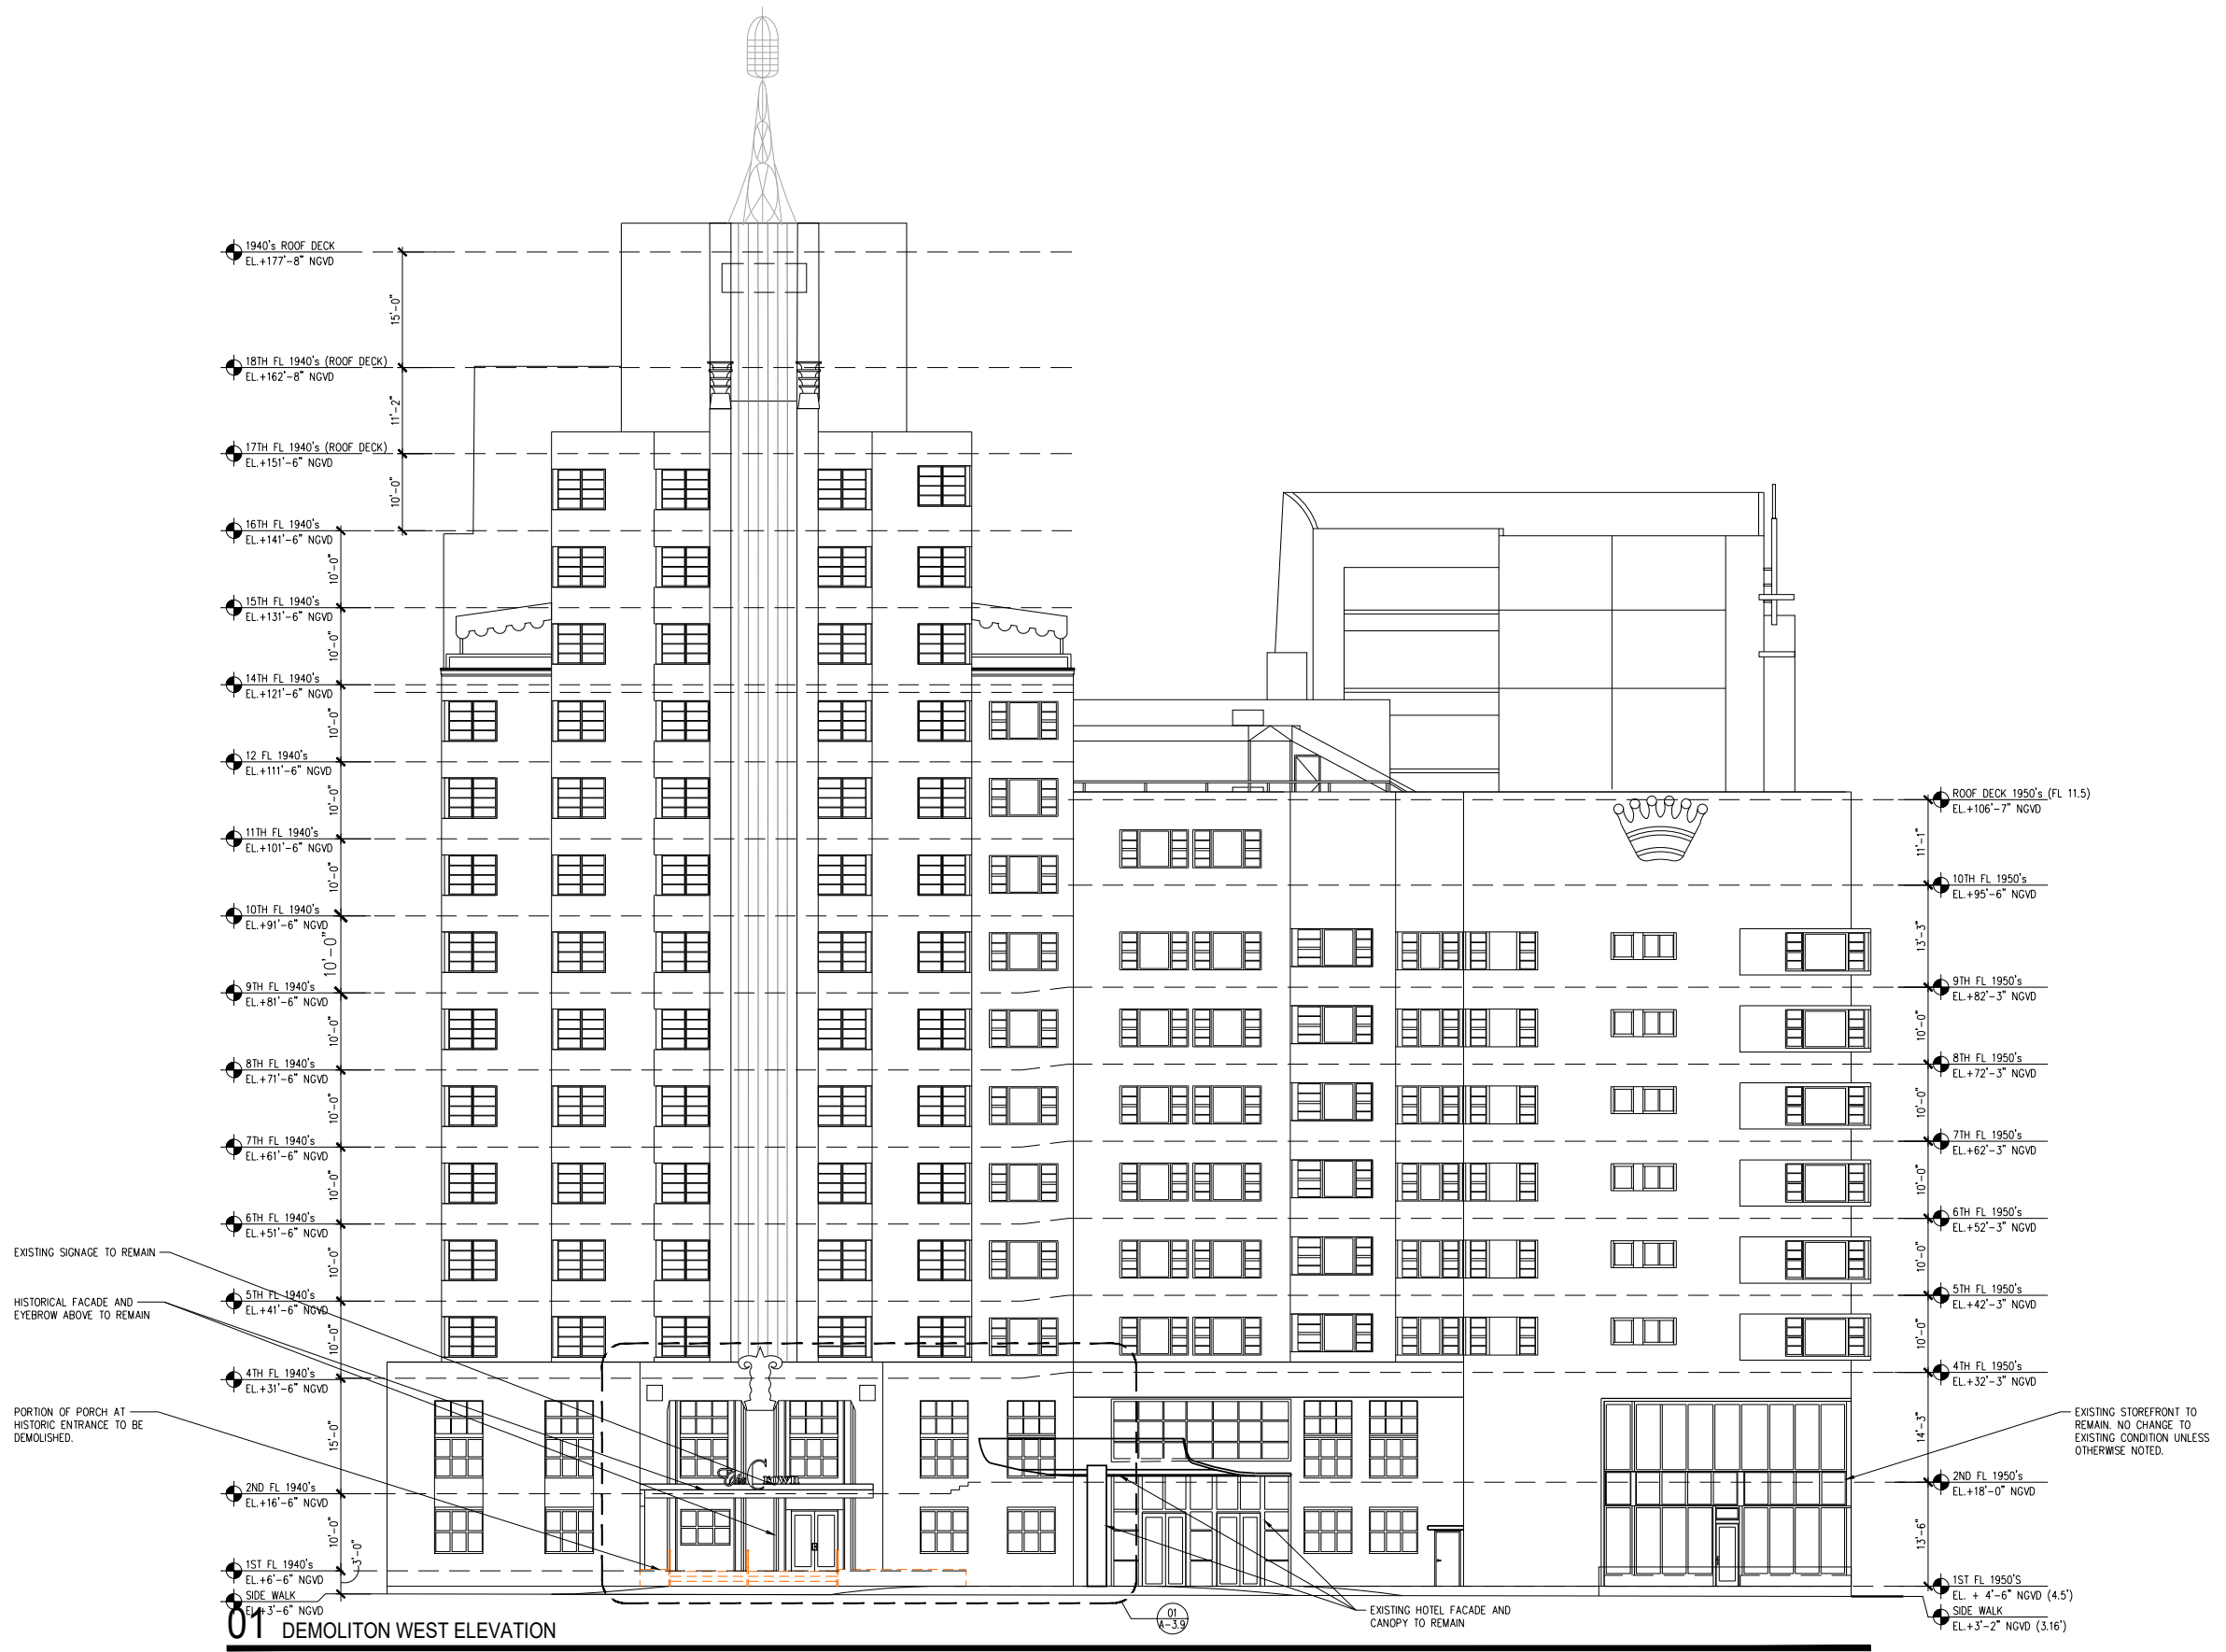 1940's ROOF DECK
EL.+177'-8" NGVD
15'-0"
18TH FL 1940's (ROOF DECK)
EL.+162'-8" NGVD
11'-2"
17TH FL 1940's (ROOF DECK)
EL.+151'-6" NGVD
10'-0"
16TH FL 1940's
EL.+141'-6" NGVD
10'-0"
15TH FL 1940's
EL.+131'-6" NGVD
10'-0"
14TH FL 1940's
EL.+121'-6" NGVD
10'-0"
12 FL 1940's
EL.+111'-6" NGVD
10'-0"
11TH FL 1940's
EL.+101'-6" NGVD
10'-0"
10TH FL 1940's
EL.+91'-6" NGVD
10'-0"
9TH FL 1940's
EL.+81'-6" NGVD
10'-0"
8TH FL 1940's
EL.+71'-6" NGVD
10'-0"
7TH FL 1940's
EL.+61'-6" NGVD
10'-0"
6TH FL 1940's
EL.+51'-6" NGVD
10'-0"
5TH FL 1940's
EL.+41'-6" NGVD
10'-0"
4TH FL 1940's
EL.+31'-6" NGVD
15'-0"
2ND FL 1940's
EL.+16'-6" NGVD
10'-0"
1ST FL 1940's
EL.+6'-6" NGVD
3'-0"
SIDE WALK
EL.+3'-6" NGVD
EXISTING SIGNAGE TO REMAIN
HISTORICAL FACADE AND
EYEBROW ABOVE TO REMAIN
PORTION OF PORCH AT
HISTORIC ENTRANCE TO BE
DEMOLISHED.
The Crown
ROOF DECK 1950's (FL 11.5)
EL.+106'-7" NGVD
11'-1"
10TH FL 1950's
EL.+95'-6" NGVD
13'-3"
9TH FL 1950's
EL.+82'-3" NGVD
10'-0"
8TH FL 1950's
EL.+72'-3" NGVD
10'-0"
7TH FL 1950's
EL.+62'-3" NGVD
10'-0"
6TH FL 1950's
EL.+52'-3" NGVD
10'-0"
5TH FL 1950's
EL.+42'-3" NGVD
10'-0"
4TH FL 1950's
EL.+32'-3" NGVD
14'-3"
EXISTING STOREFRONT TO
REMAIN. NO CHANGE TO
EXISTING CONDITION UNLESS
OTHERWISE NOTED.
2ND FL 1950's
EL.+18'-0" NGVD
13'-6"
1ST FL 1950'S
EL. + 4'-6" NGVD (4.5')
SIDE WALK
EL.+3'-2" NGVD (3.16')
EXISTING HOTEL FACADE AND
CANOPY TO REMAIN
01
A-3.9
01 DEMOLITON WEST ELEVATION